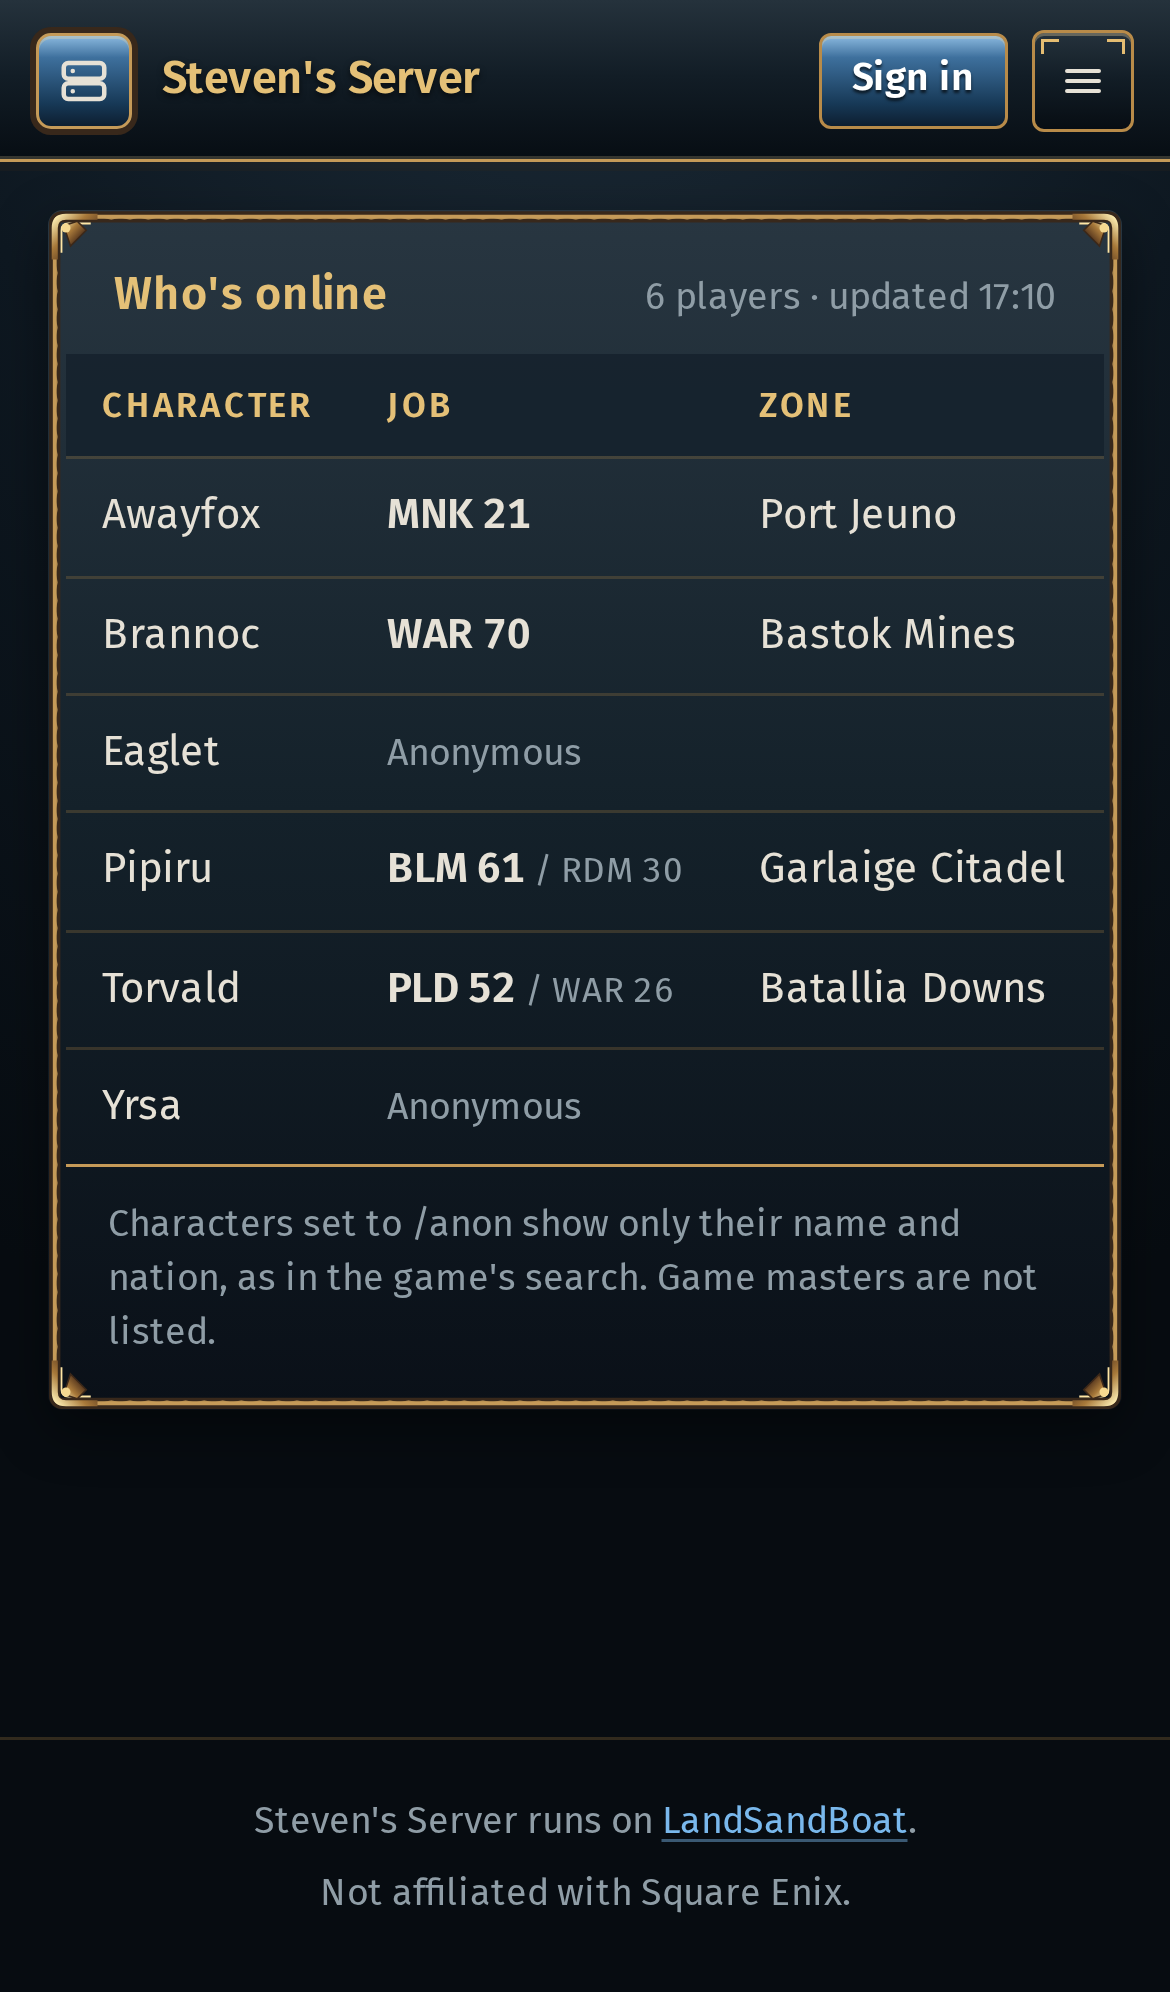 Steven's Server
Sign in
Who's online
6 players · updated 17:10
CHARACTER JOB ZONE
Awayfox MNK 21 Port Jeuno
Brannoc WAR 70 Bastok Mines
Eaglet Anonymous
Pipiru BLM 61 / RDM 30 Garlaige Citadel
Torvald PLD 52 / WAR 26 Batallia Downs
Yrsa Anonymous
Characters set to /anon show only their name and
nation, as in the game's search. Game masters are not
listed.
Steven's Server runs on LandSandBoat.
Not affiliated with Square Enix.